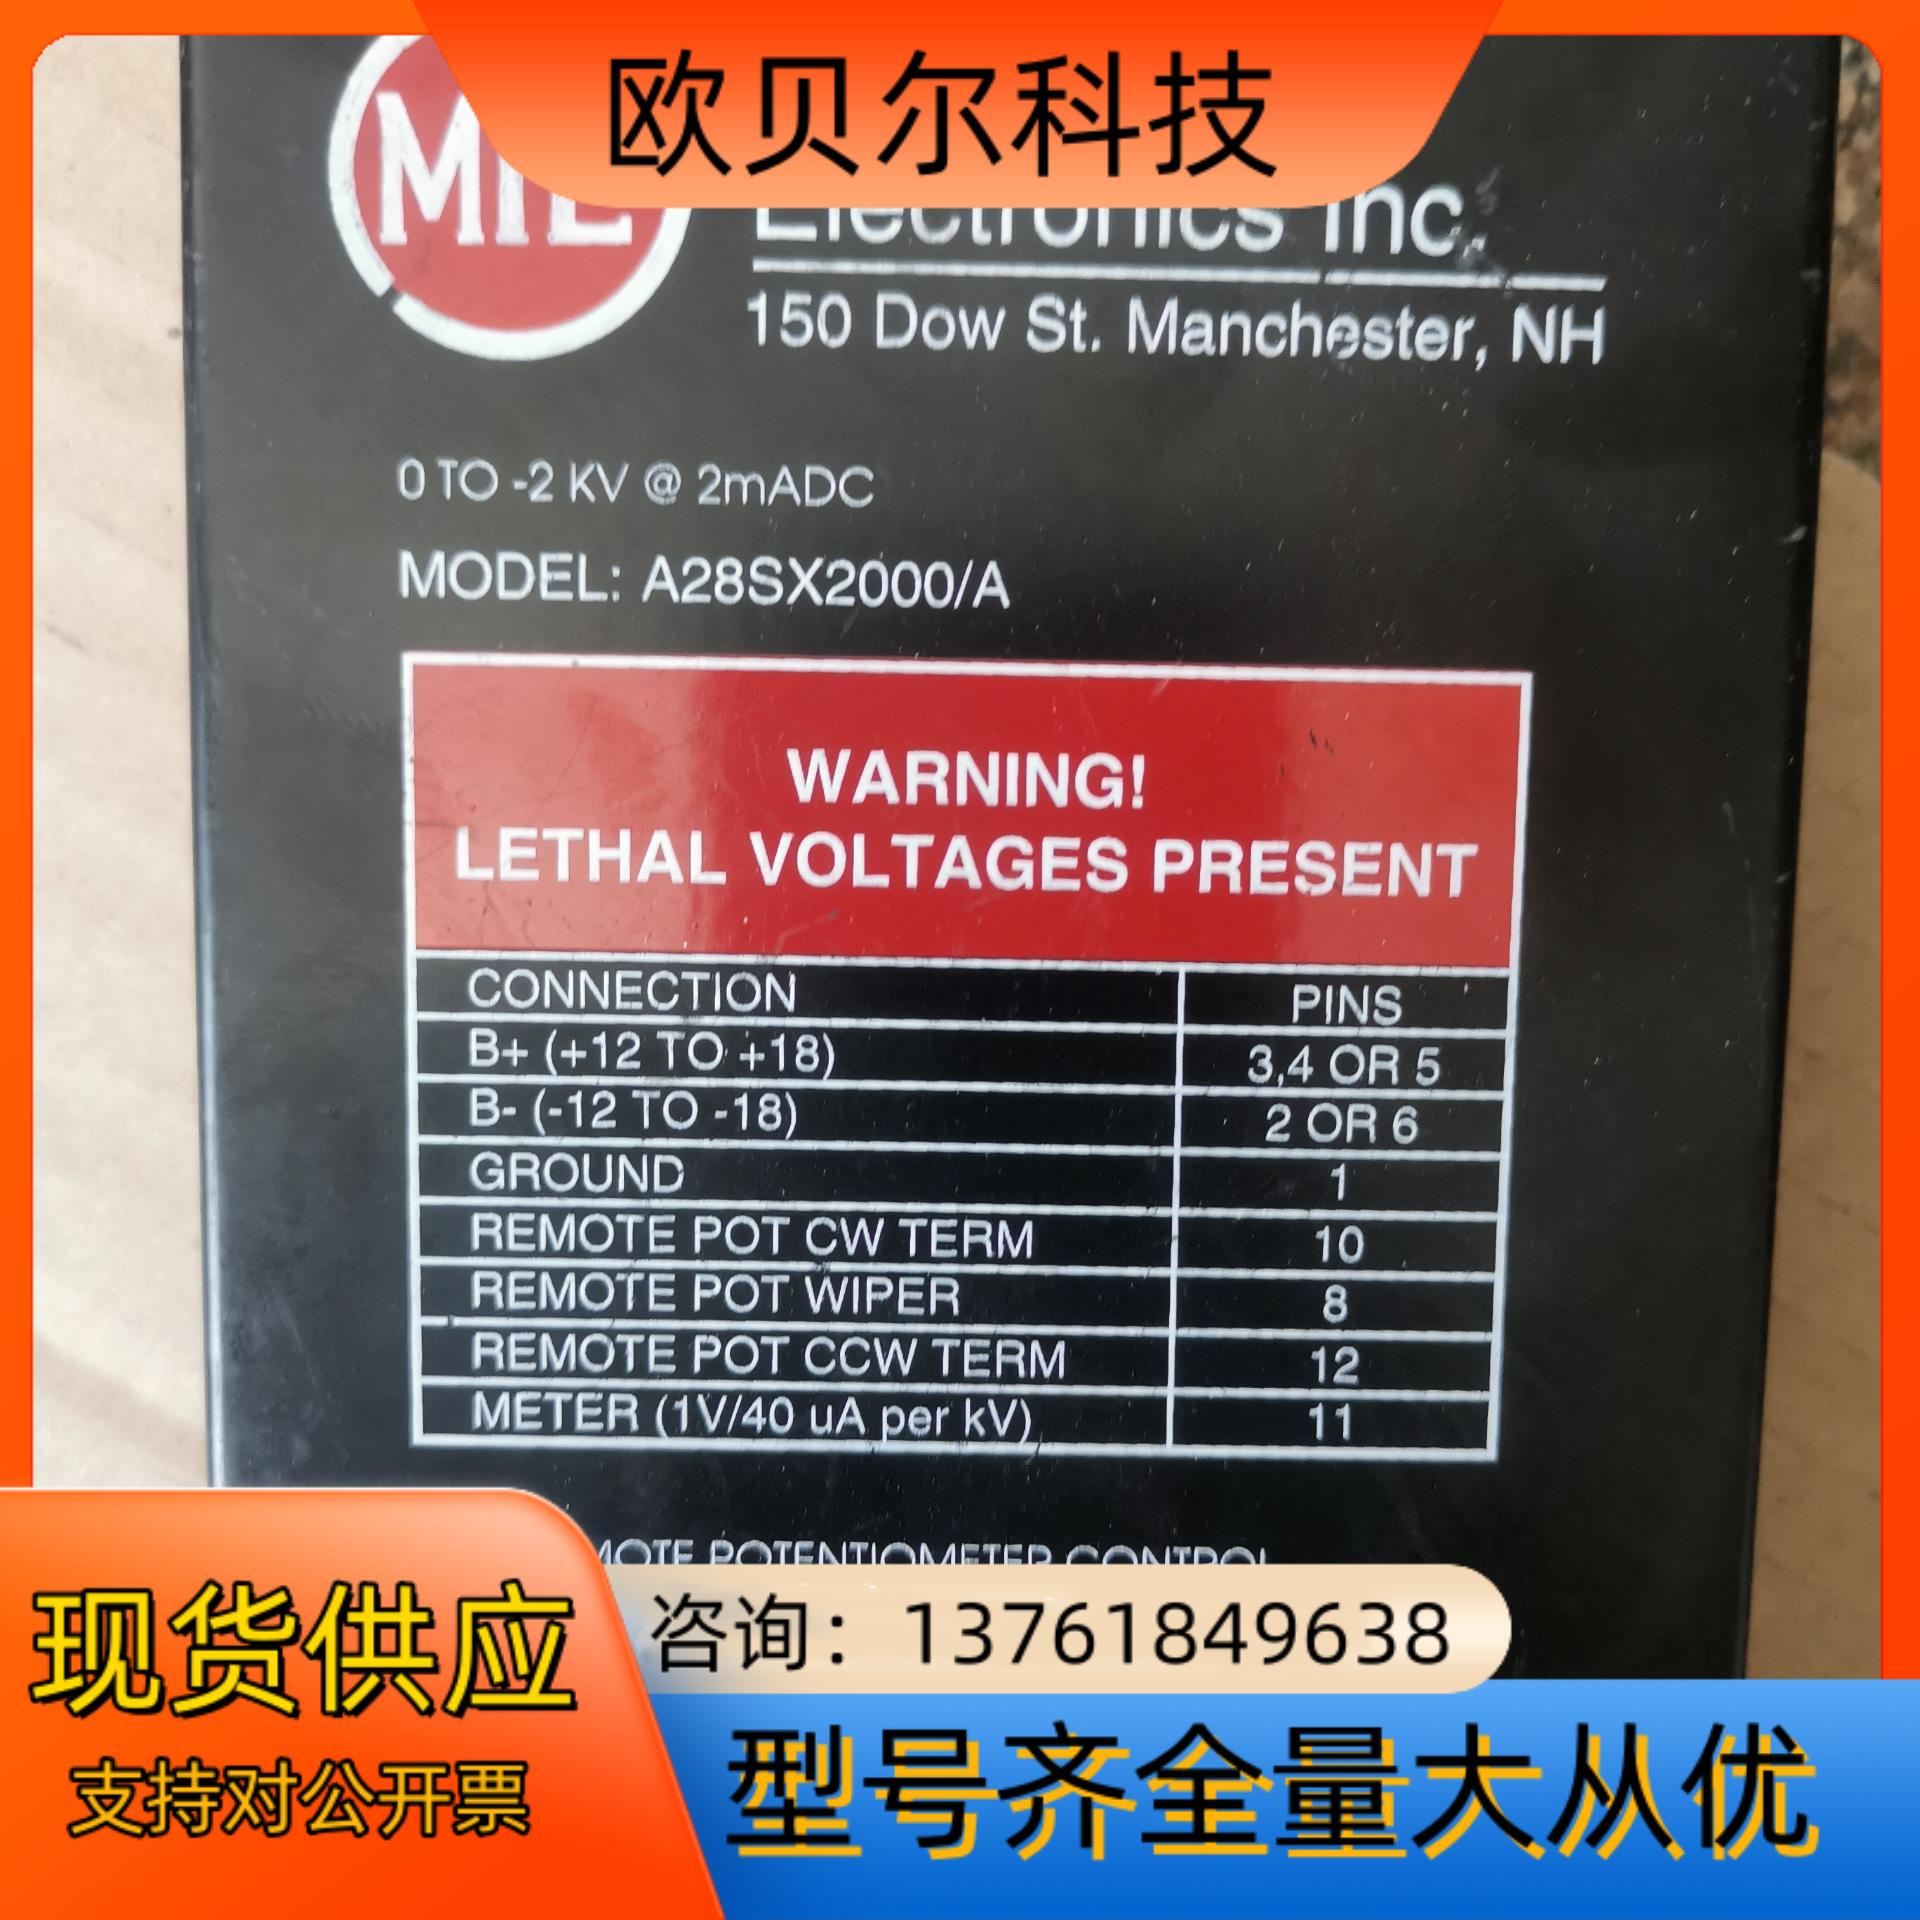 欧贝尔科技
MIL
Electronics Inc.
150 Dow St. Manchester, NH
0 TO -2 KV @ 2mADC
MODEL: A28SX2000/A
WARNING!
LETHAL VOLTAGES PRESENT
CONNECTION PINS
B+ (+12 TO +18) 3,4 OR 5
B- (-12 TO -18) 2 OR 6
GROUND 1
REMOTE POT CW TERM 10
REMOTE POT WIPER 8
REMOTE POT CCW TERM 12
METER (1V/40 uA per kV) 11
POTENTIOMETER CONTROL
咨询：13761849638
现货供应
支持对公开票
型号齐全量大从优